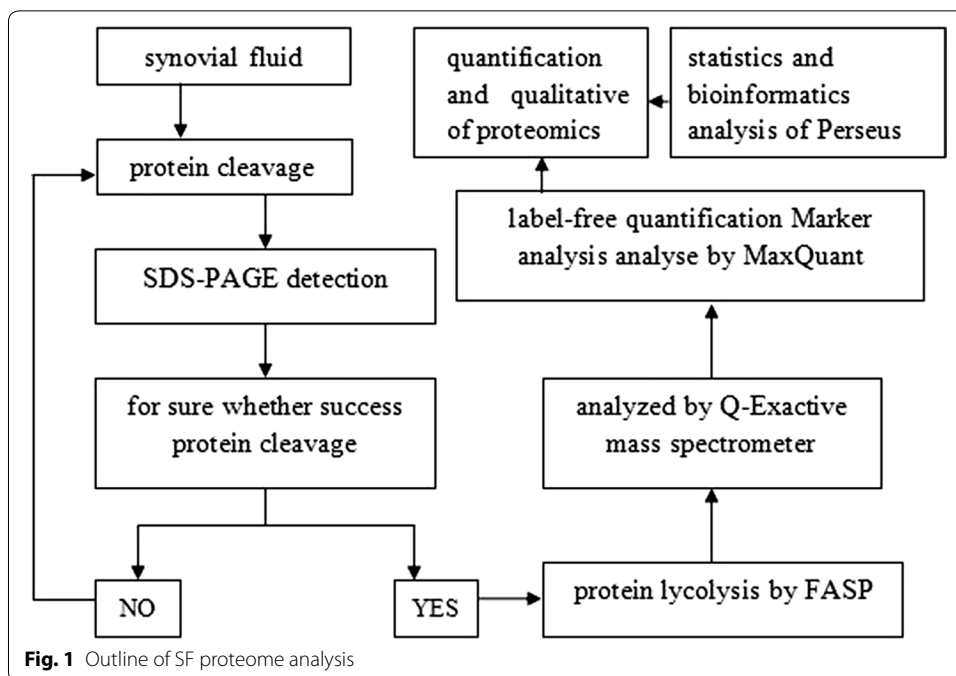 synovial fluid
protein cleavage
SDS-PAGE detection
for sure whether success
protein cleavage
NO
YES
protein lycolysis by FASP
analyzed by Q-Exactive
mass spectrometer
label-free quantification Marker
analysis analyse by MaxQuant
quantification
and qualitative
of proteomics
statistics and
bioinformatics
analysis of Perseus
Fig. 1 Outline of SF proteome analysis